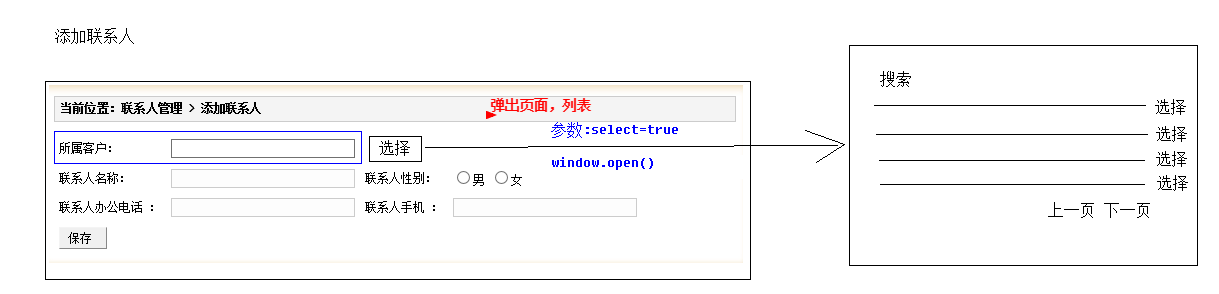 添加联系人
当前位置：联系人管理 > 添加联系人
弹出页面，列表
参数:select=true
所属客户：
选择
window.open()
联系人名称：
联系人性别：
男
女
联系人办公电话 ：
联系人手机 ：
保存
搜索
选择
选择
选择
选择
上一页 下一页